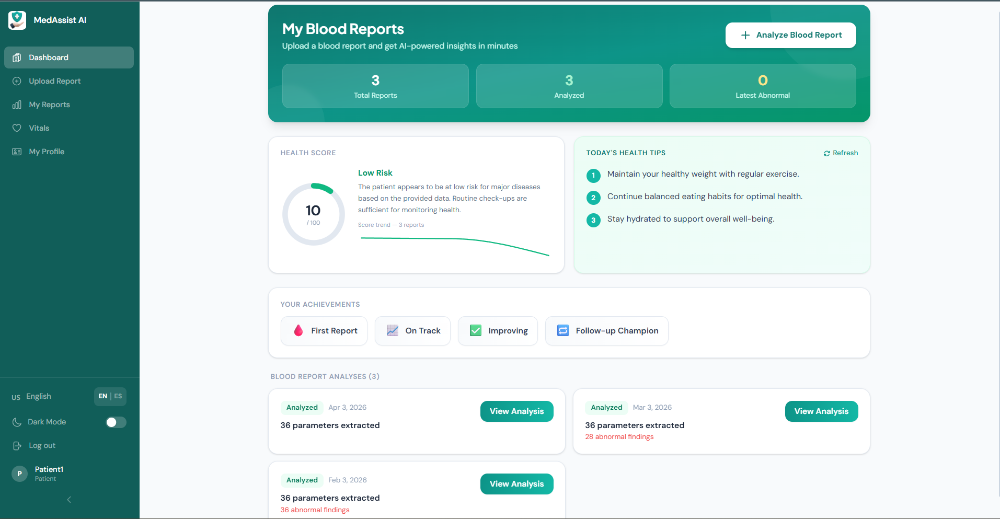 MedAssist AI
Dashboard
Upload Report
My Reports
Vitals
My Profile
US English
EN | ES
Dark Mode
Log out
P
Patient1
Patient
My Blood Reports
Upload a blood report and get AI-powered insights in minutes
Analyze Blood Report
3
Total Reports
3
Analyzed
0
Latest Abnormal
HEALTH SCORE
10
/ 100
Low Risk
The patient appears to be at low risk for major diseases
based on the provided data. Routine check-ups are
sufficient for monitoring health.
Score trend — 3 reports
TODAY'S HEALTH TIPS
Refresh
1 Maintain your healthy weight with regular exercise.
2 Continue balanced eating habits for optimal health.
3 Stay hydrated to support overall well-being.
YOUR ACHIEVEMENTS
First Report
On Track
Improving
Follow-up Champion
BLOOD REPORT ANALYSES (3)
Analyzed Apr 3, 2026
36 parameters extracted
View Analysis
Analyzed Mar 3, 2026
36 parameters extracted
28 abnormal findings
View Analysis
Analyzed Feb 3, 2026
36 parameters extracted
36 abnormal findings
View Analysis